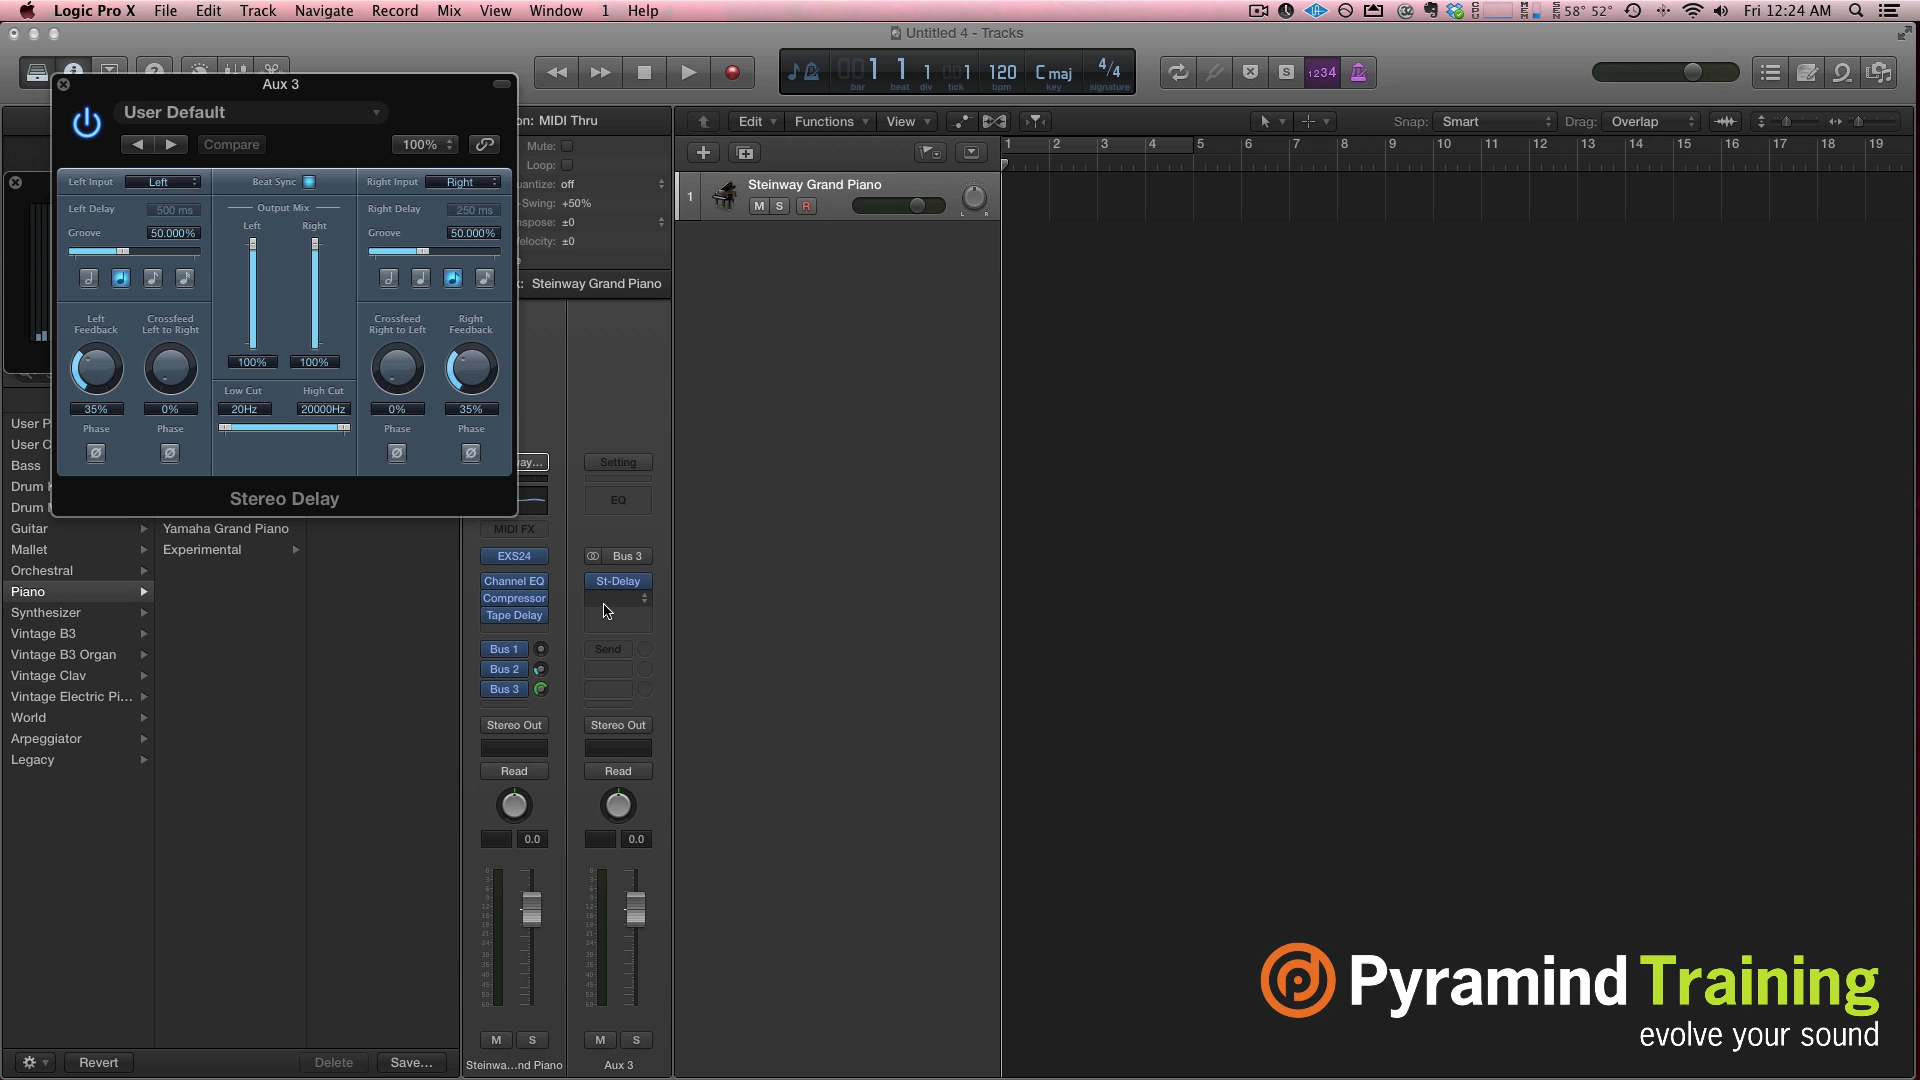 Logic Pro X File Edit Track Navigate Record Mix View Window 1 Help
58° 52° Fri 12:24 AM
Untitled 4 - Tracks
1 1 1 1 120 C maj 4/4
bar beat div tick bpm key signature
S 1234
Aux 3
User Default
Compare 100%
Left Input Left Beat Sync Right Input Right
Left Delay 500 ms Output Mix Right Delay 250 ms
Groove 50.000% Left Right Groove 50.000%
Left Feedback Crossfeed Left to Right Crossfeed Right to Left Right Feedback
100% 100%
Low Cut High Cut
35% 0% 20Hz 20000Hz 0% 35%
Phase Phase Phase Phase
Ø Ø Ø Ø
Stereo Delay
on: MIDI Thru
Mute:
Loop:
uantize: off
-Swing: +50%
nspose: ±0
elocity: ±0
k: Steinway Grand Piano
Edit Functions View Snap: Smart Drag: Overlap
1 2 3 4 5 6 7 8 9 10 11 12 13 14 15 16 17 18 19
1 Steinway Grand Piano
M S R L R
User P
User C
Bass
Drum K
Drum M
Guitar
Mallet
Orchestral
Piano
Synthesizer
Vintage B3
Vintage B3 Organ
Vintage Clav
Vintage Electric Pi...
World
Arpeggiator
Legacy
Yamaha Grand Piano
Experimental
Revert Delete Save...
way... Setting
EQ
MIDI FX
EXS24 Bus 3
Channel EQ St-Delay
Compressor
Tape Delay
Bus 1 Send
Bus 2
Bus 3
Stereo Out Stereo Out
Read Read
0.0 0.0
M S M S
Steinwa...nd Piano Aux 3
Pyramind Training
evolve your sound